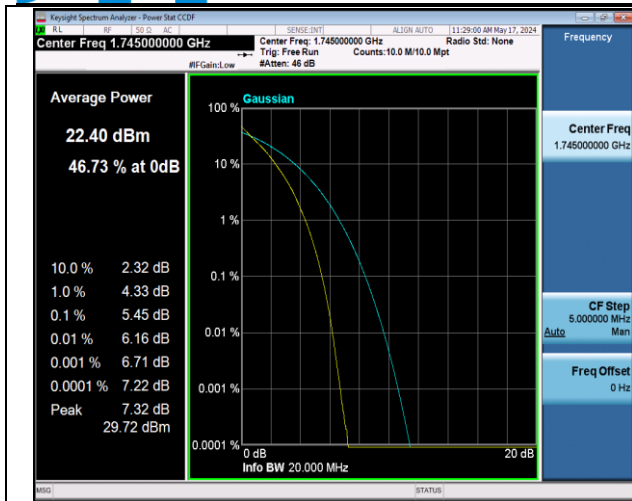 Keysight Spectrum Analyzer - Power Stat CCDF
RL RF 50 Ω AC SENSE:INT ALIGN AUTO 11:29:00 AM May 17, 2024
Center Freq 1.745000000 GHz
Center Freq: 1.745000000 GHz Radio Std: None
Trig: Free Run Counts:10.0 M/10.0 Mpt
#IFGain:Low #Atten: 46 dB
Frequency
Average Power
22.40 dBm
46.73 % at 0dB
10.0 % 2.32 dB
1.0 % 4.33 dB
0.1 % 5.45 dB
0.01 % 6.16 dB
0.001 % 6.71 dB
0.0001 % 7.22 dB
Peak 7.32 dB
29.72 dBm
100 % Gaussian
10 %
1 %
0.1 %
0.01 %
0.001 %
0.0001 %
0 dB 20 dB
Info BW 20.000 MHz
Center Freq
1.745000000 GHz
CF Step
5.000000 MHz
Auto Man
Freq Offset
0 Hz
MSG STATUS